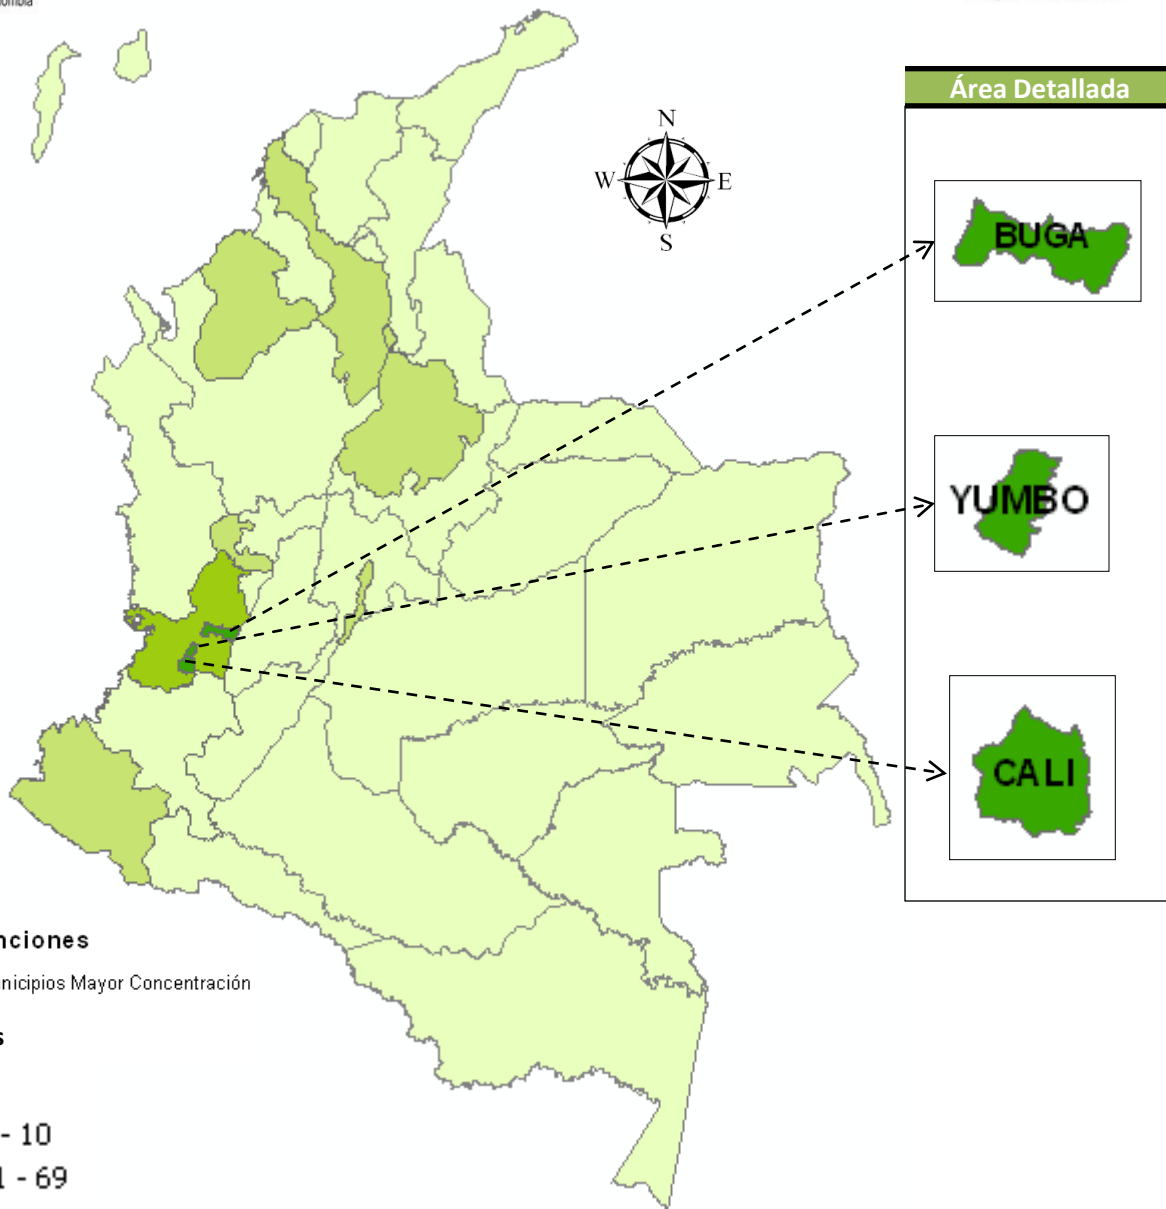 Área Detallada
N
W E
S
BUGA
YUMBO
CALI
nciones
nicipios Mayor Concentración
s
- 10
1 - 69